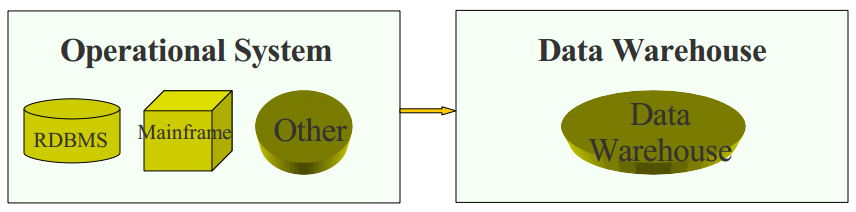 Operational System
RDBMS
Mainframe
Other
Data Warehouse
Data
Warehouse